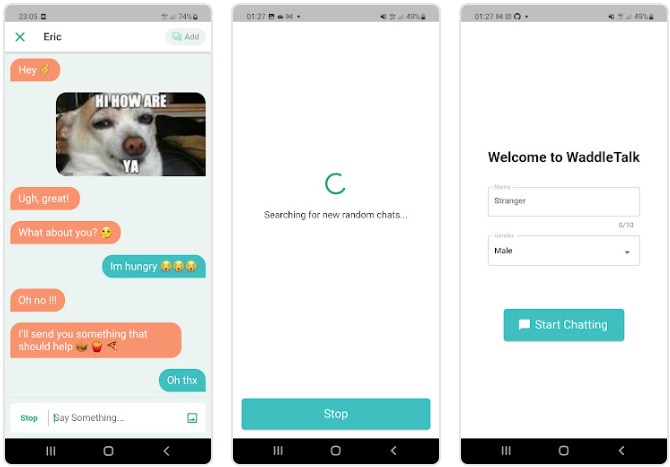 23:05
74%
Eric
Add
Hey
HI HOW ARE
YA
Ugh, great!
What about you?
Im hungry
Oh no !!!
I'll send you something that
should help
Oh thx
Stop
Say Something...
01:27
49%
Searching for new random chats...
Stop
01:27
49%
Welcome to WaddleTalk
Name
Stranger
0/10
Gender
Male
Start Chatting